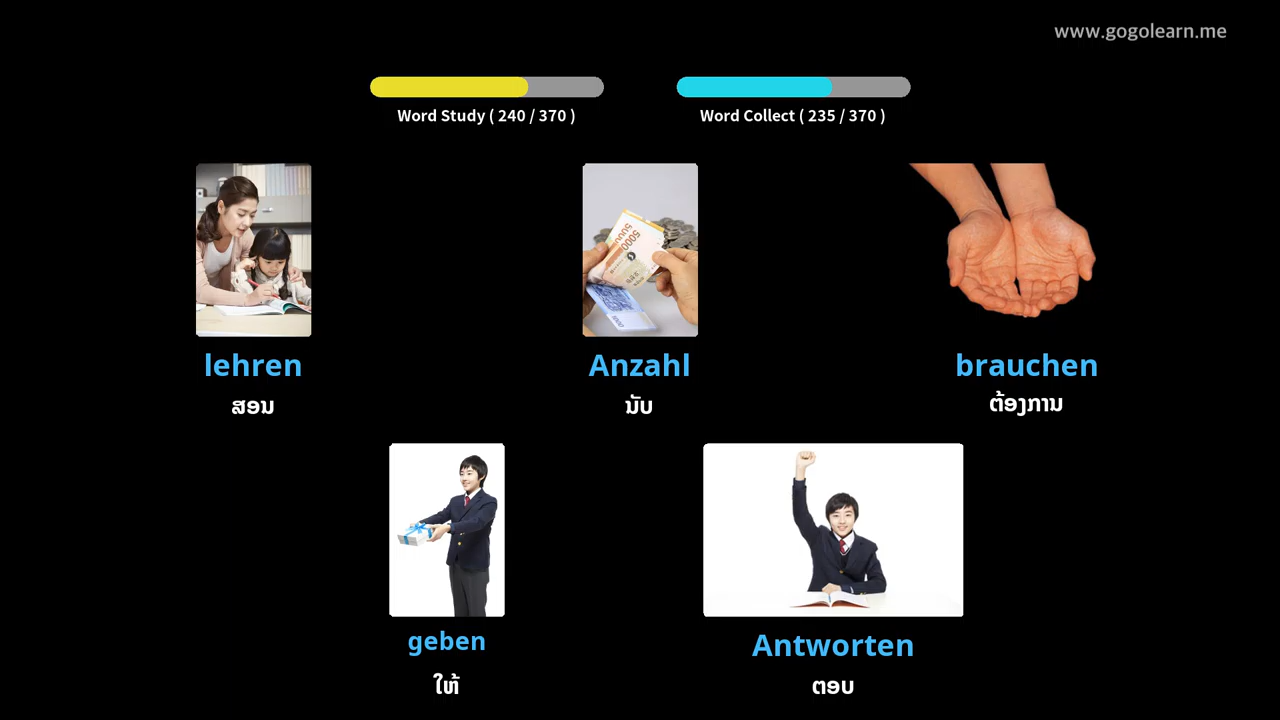 www.gogolearn.me
Word Study ( 240 / 370 )
Word Collect ( 235 / 370 )
lehren
ສອນ
Anzahl
ນັບ
brauchen
ຕ້ອງການ
geben
ໃຫ້
Antworten
ຕອບ